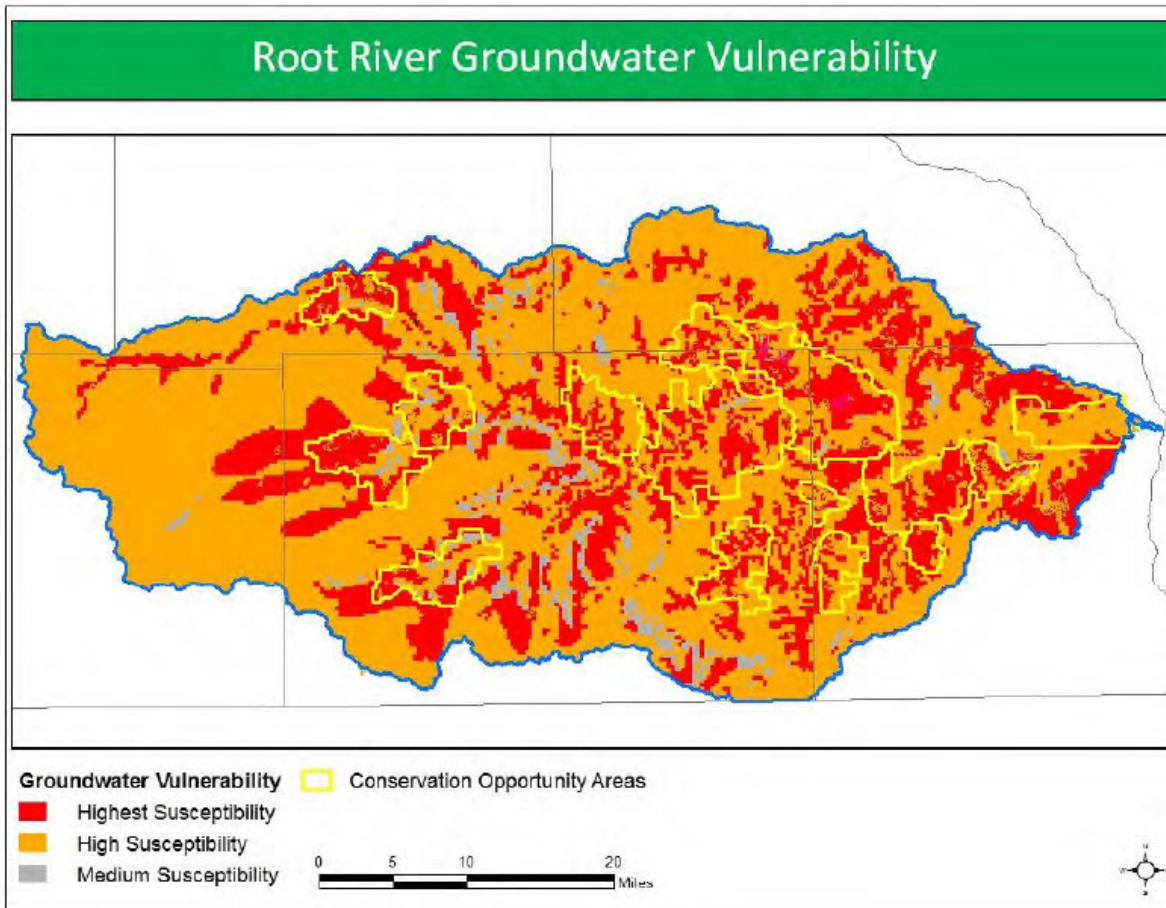 Root River Groundwater Vulnerability
Groundwater Vulnerability
Conservation Opportunity Areas
Highest Susceptibility
High Susceptibility
Medium Susceptibility
0 5 10 20
Miles